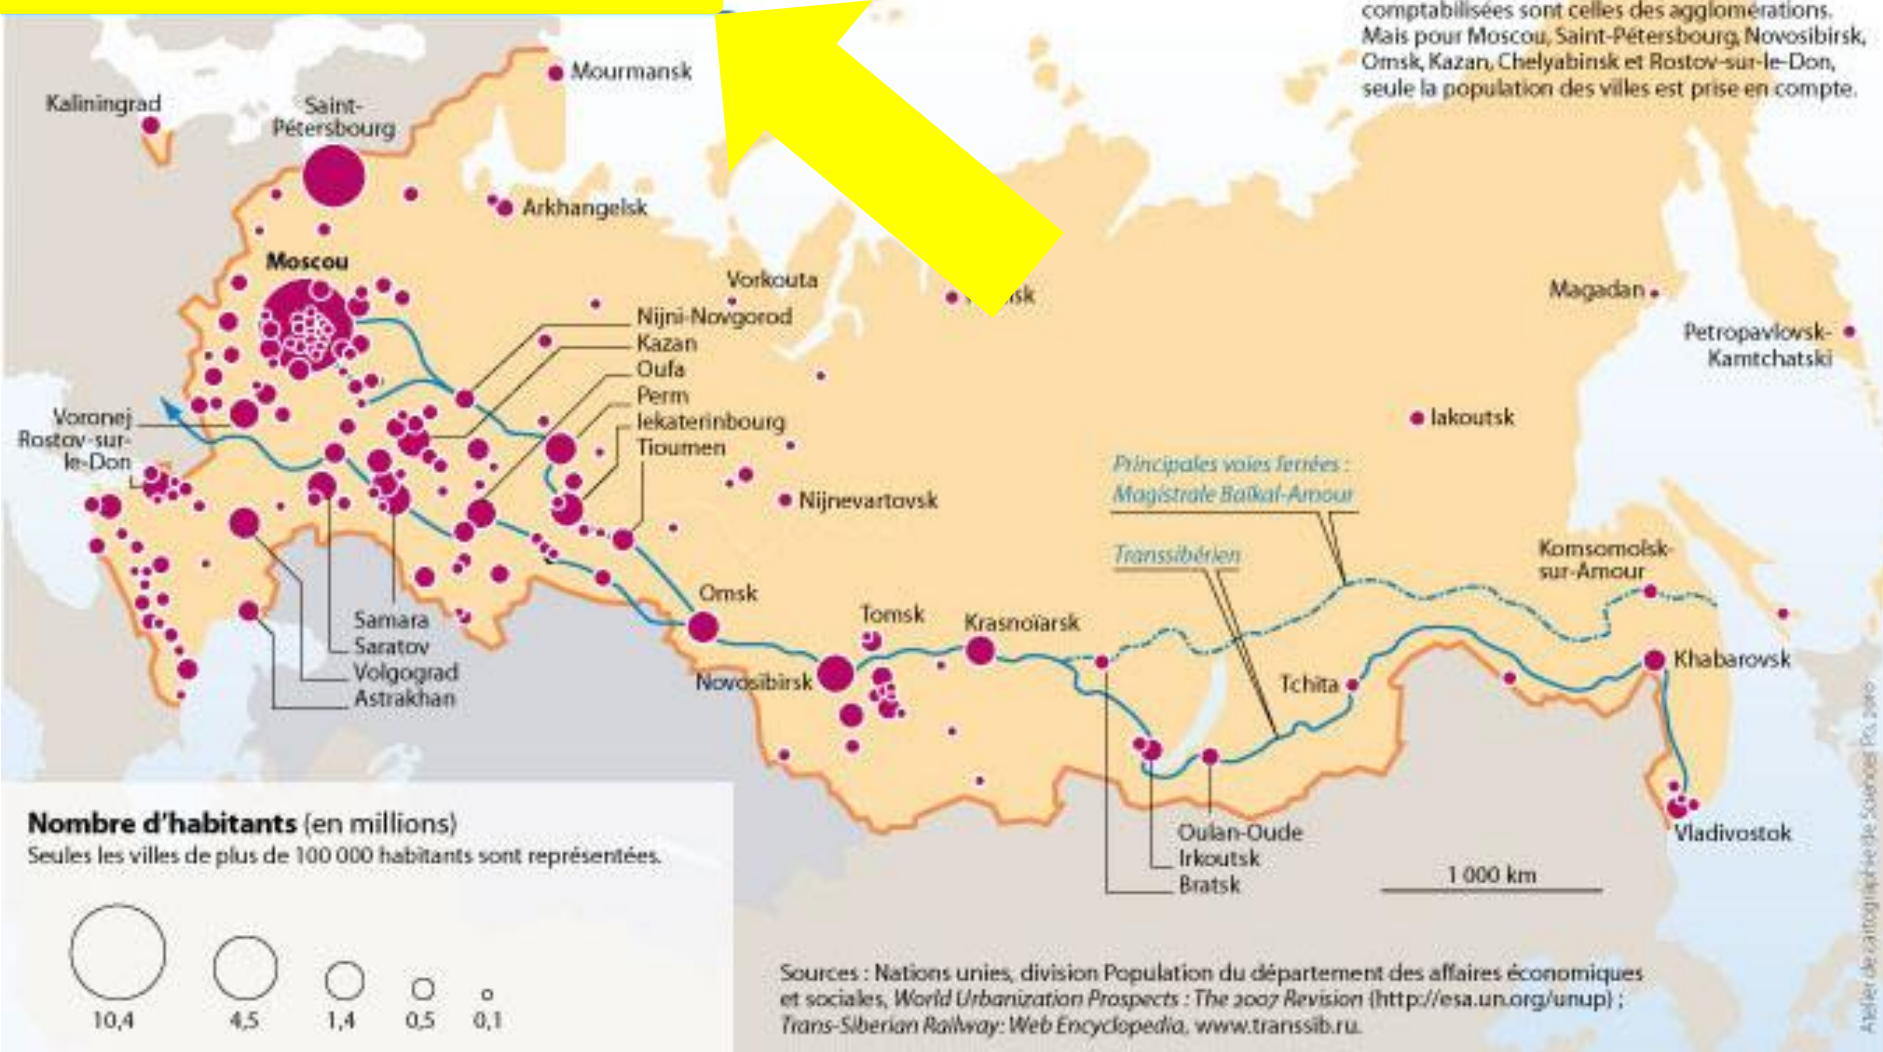 comptabilisées sont celles des agglomérations.
Mais pour Moscou, Saint-Pétersbourg, Novosibirsk,
Omsk, Kazan, Chelyabinsk et Rostov-sur-le-Don,
seule la population des villes est prise en compte.
Mourmansk
Kaliningrad
Saint-
Pétersbourg
Arkhangelsk
Moscou
Vorkouta
Magadan
Nijni-Novgorod
Kazan
Oufa
Perm
Iekaterinbourg
Tioumen
Petropavlovsk-
Kamtchatski
Voronej
Rostov-sur-
le-Don
Iakoutsk
Principales voies ferrées :
Magistrale Baïkal-Amour
Nijnevartovsk
Transsibérien
Komsomolsk-
sur-Amour
Omsk
Tomsk
Krasnoïarsk
Samara
Saratov
Volgograd
Astrakhan
Novosibirsk
Tchita
Khabarovsk
Oulan-Oude
Irkoutsk
Bratsk
Vladivostok
1 000 km
Nombre d'habitants (en millions)
Seules les villes de plus de 100 000 habitants sont représentées.
10,4 4,5 1,4 0,5 0,1
Sources : Nations unies, division Population du département des affaires économiques
et sociales, World Urbanization Prospects : The 2007 Revision (http://esa.un.org/unup) ;
Trans-Siberian Railway: Web Encyclopedia, www.transsib.ru.
Atelier de cartographie de Sciences Po, 2010